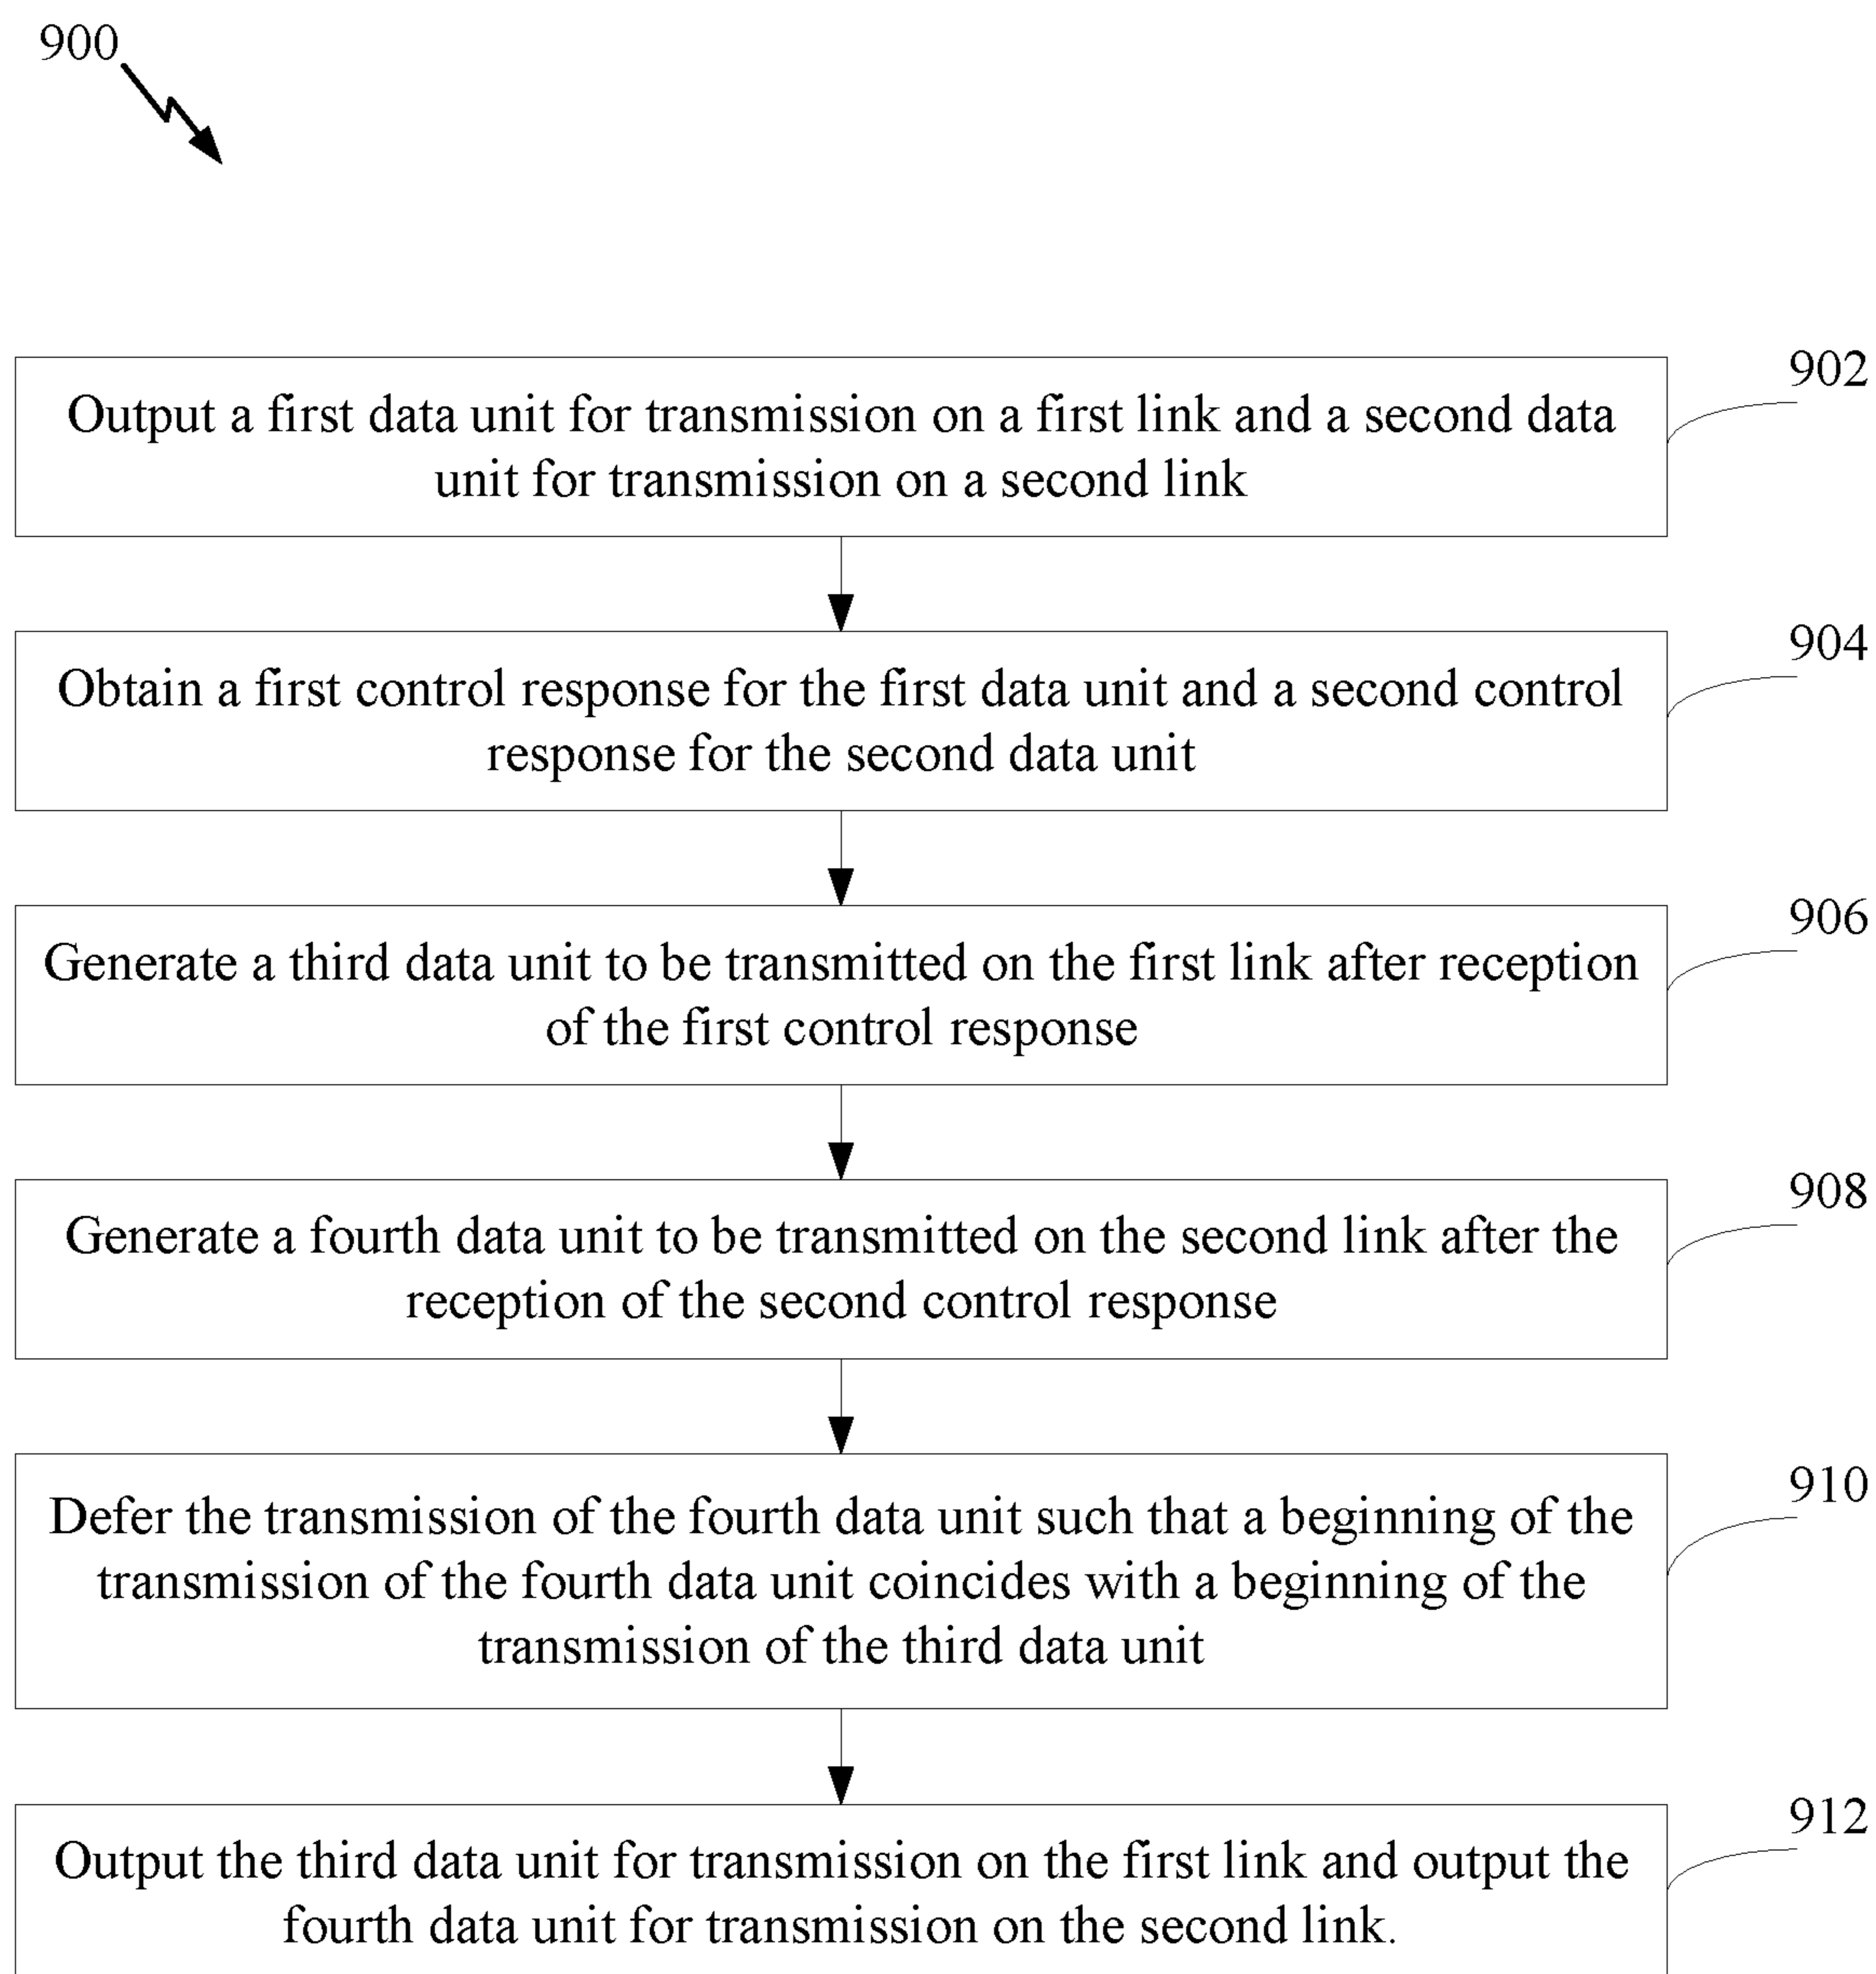 900
902
Output a first data unit for transmission on a first link and a second data
unit for transmission on a second link
904
Obtain a first control response for the first data unit and a second control
response for the second data unit
906
Generate a third data unit to be transmitted on the first link after reception
of the first control response
908
Generate a fourth data unit to be transmitted on the second link after the
reception of the second control response
910
Defer the transmission of the fourth data unit such that a beginning of the
transmission of the fourth data unit coincides with a beginning of the
transmission of the third data unit
912
Output the third data unit for transmission on the first link and output the
fourth data unit for transmission on the second link.